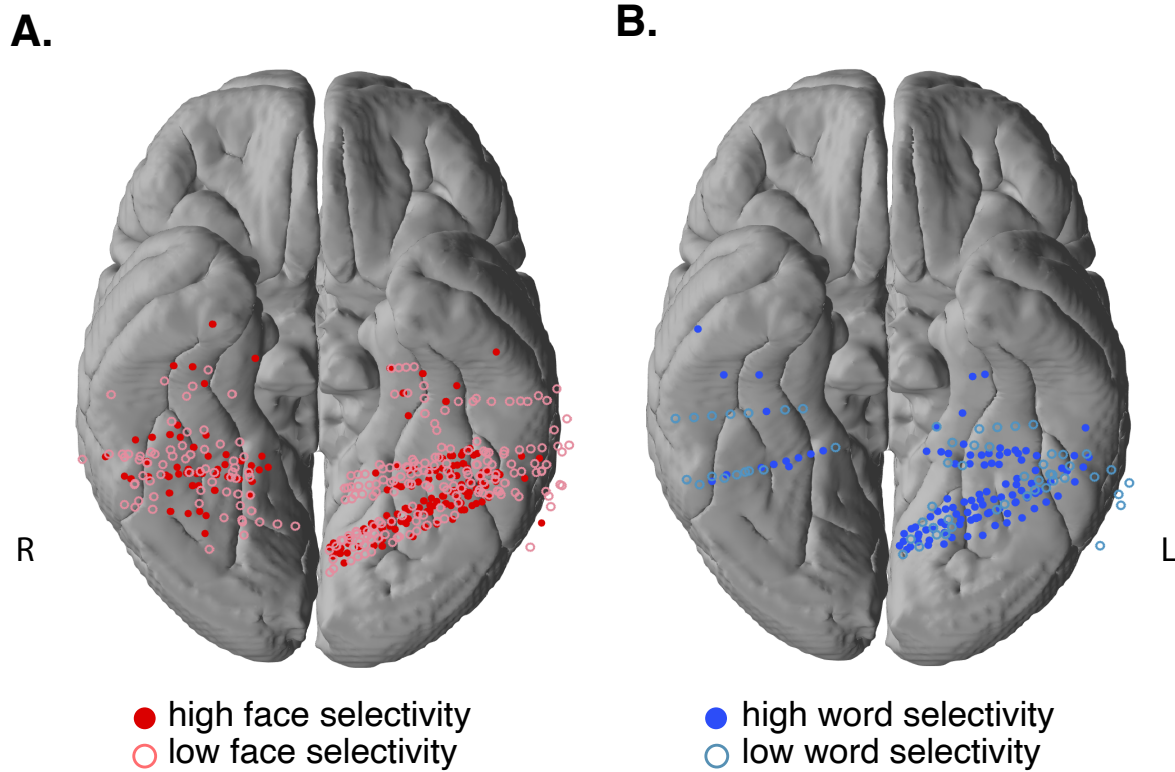 A.
B.
R
L
high face selectivity
low face selectivity
high word selectivity
low word selectivity